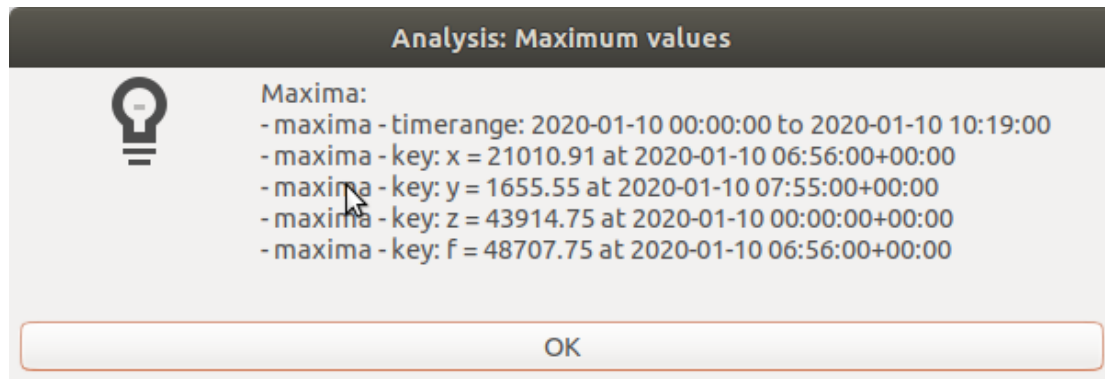 Analysis: Maximum values
Maxima:
- maxima - timerange: 2020-01-10 00:00:00 to 2020-01-10 10:19:00
- maxima - key: x = 21010.91 at 2020-01-10 06:56:00+00:00
- maxima - key: y = 1655.55 at 2020-01-10 07:55:00+00:00
- maxima - key: z = 43914.75 at 2020-01-10 00:00:00+00:00
- maxima - key: f = 48707.75 at 2020-01-10 06:56:00+00:00
OK